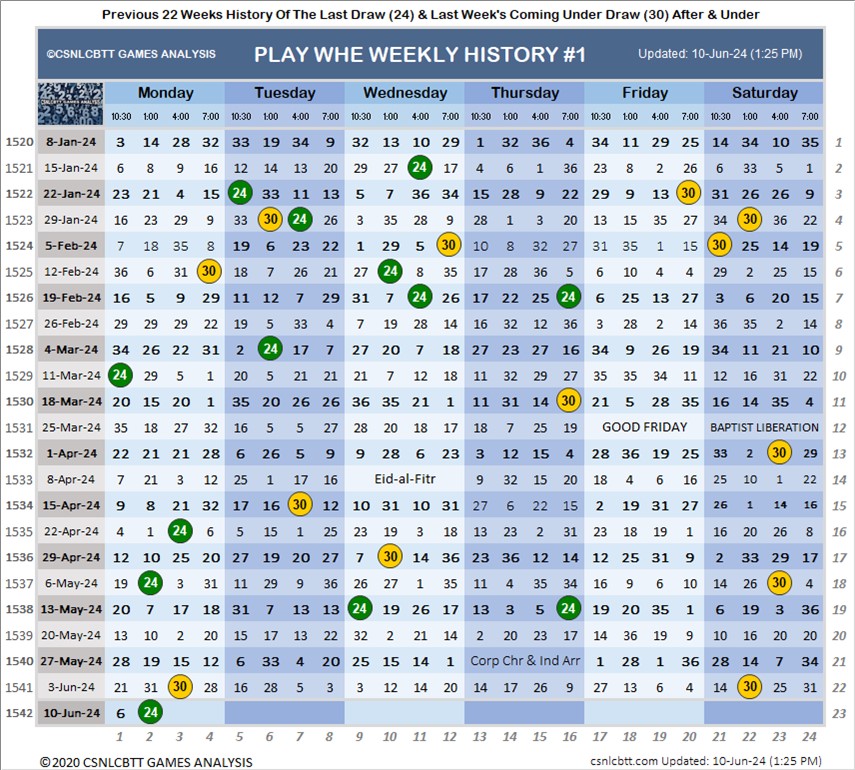 Previous 22 Weeks History Of The Last Draw (24) & Last Week's Coming Under Draw (30) After & Under
©CSNLCBTT GAMES ANALYSIS PLAY WHE WEEKLY HISTORY #1 Updated: 10-Jun-24 (1:25 PM)
Monday Tuesday Wednesday Thursday Friday Saturday
10:30 1:00 4:00 7:00 10:30 1:00 4:00 7:00 10:30 1:00 4:00 7:00 10:30 1:00 4:00 7:00 10:30 1:00 4:00 7:00 10:30 1:00 4:00 7:00
1520 8-Jan-24 3 14 28 32 33 19 34 9 32 13 10 29 1 32 36 4 34 11 29 25 14 34 10 35 1
1521 15-Jan-24 6 8 9 16 12 14 13 20 29 27 24 17 4 6 1 36 23 8 2 26 6 33 5 1 2
1522 22-Jan-24 23 21 4 15 24 33 11 13 5 7 36 34 15 28 9 22 29 9 13 30 31 26 26 9 3
1523 29-Jan-24 16 23 29 9 33 30 24 26 3 35 28 9 28 1 3 20 13 15 35 27 34 30 36 22 4
1524 5-Feb-24 7 18 35 8 19 6 23 22 1 29 5 30 10 8 32 27 31 35 1 15 30 25 14 19 5
1525 12-Feb-24 36 6 31 30 18 7 26 21 27 24 8 35 17 28 36 5 6 10 4 4 29 2 25 15 6
1526 19-Feb-24 16 5 9 29 11 12 7 29 31 7 24 26 17 22 25 24 6 25 13 27 3 6 20 15 7
1527 26-Feb-24 29 29 29 22 19 5 33 4 7 19 28 14 16 32 12 36 3 28 2 14 36 35 2 14 8
1528 4-Mar-24 34 26 22 31 2 24 17 7 27 20 7 18 27 23 27 16 34 9 26 19 34 11 21 10 9
1529 11-Mar-24 24 29 5 1 20 5 21 21 21 7 12 18 11 32 29 27 35 35 34 11 12 16 31 22 10
1530 18-Mar-24 20 15 20 1 35 20 26 26 36 35 21 1 11 31 14 30 21 5 28 35 16 14 35 4 11
1531 25-Mar-24 35 18 27 32 16 5 5 27 28 20 18 17 18 7 25 19 GOOD FRIDAY BAPTIST LIBERATION 12
1532 1-Apr-24 22 21 21 28 6 26 5 9 28 6 23 12 3 12 15 4 28 36 19 25 33 2 30 29 13
1533 8-Apr-24 7 21 3 12 25 1 17 16 Eid-al-Fitr 13 32 15 17 18 4 6 16 25 10 1 22 14
1534 15-Apr-24 9 8 21 32 17 16 30 12 10 31 10 31 27 6 22 15 2 19 31 27 26 1 14 16 15
1535 22-Apr-24 4 1 24 6 5 15 1 25 23 19 3 18 13 23 2 31 23 18 19 1 16 20 26 8 16
1536 29-Apr-24 12 10 25 20 27 19 20 27 7 30 14 36 23 36 12 14 12 25 31 9 2 33 29 17 17
1537 6-May-24 19 24 3 31 11 29 9 36 26 27 1 35 11 4 35 34 16 9 6 10 14 26 30 4 18
1538 13-May-24 20 7 17 18 31 7 13 13 24 19 26 17 13 3 5 24 19 20 35 1 6 19 3 36 19
1539 20-May-24 13 10 2 20 15 17 13 22 32 2 21 14 2 20 23 17 14 36 19 9 10 16 20 20 20
1540 27-May-24 28 19 15 12 6 33 4 20 25 15 14 1 Corp Chr & Ind Arr 1 28 1 36 28 14 7 34 21
1541 3-Jun-24 21 31 30 28 16 28 5 3 3 12 14 20 14 17 26 9 27 13 6 4 14 30 25 31 22
1542 10-Jun-24 6 24 23
1 2 3 4 5 6 7 8 9 10 11 12 13 14 15 16 17 18 19 20 21 22 23 24
©2020 CSNLCBTT GAMES ANALYSIS csnlcbtt.com Updated: 10-Jun-24 (1:25 PM)